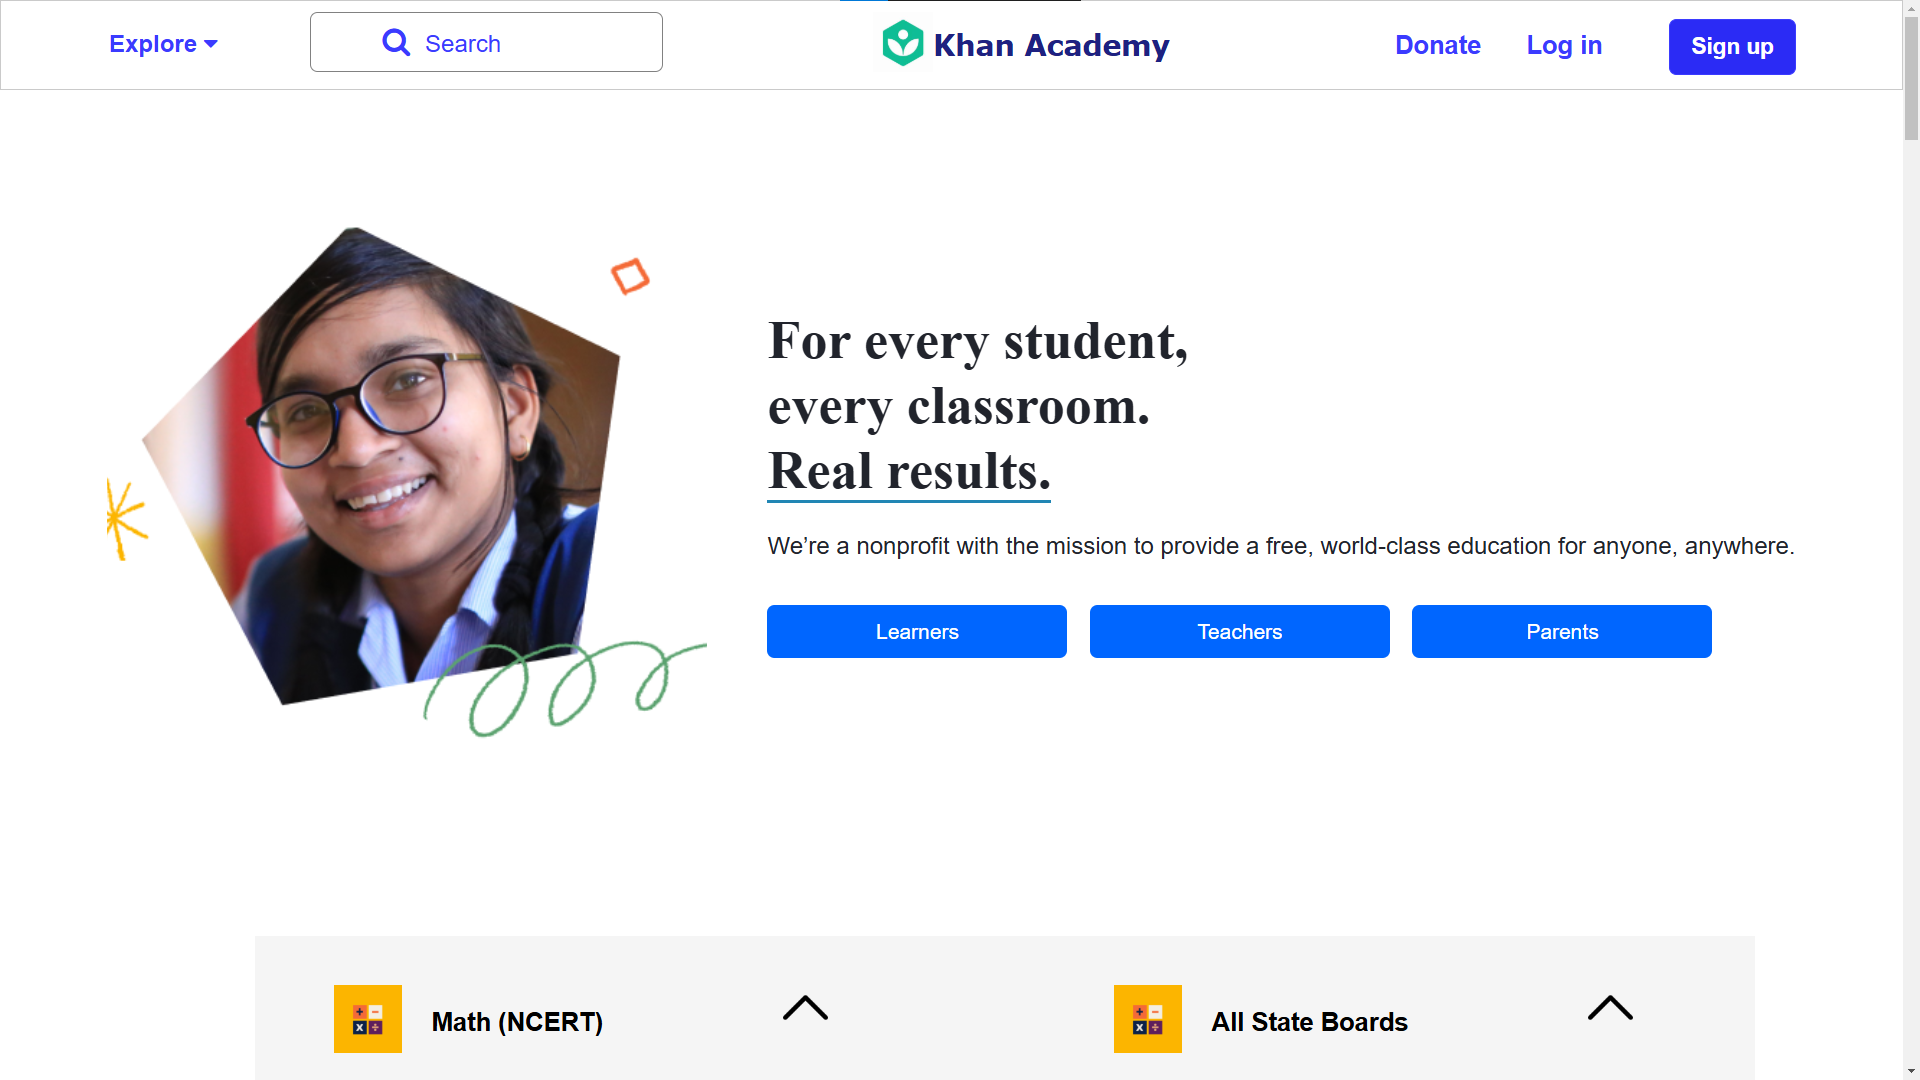 Explore
Search
Khan Academy
Donate
Log in
Sign up
For every student,
every classroom.
Real results.
We’re a nonprofit with the mission to provide a free, world-class education for anyone, anywhere.
Learners
Teachers
Parents
Math (NCERT)
All State Boards